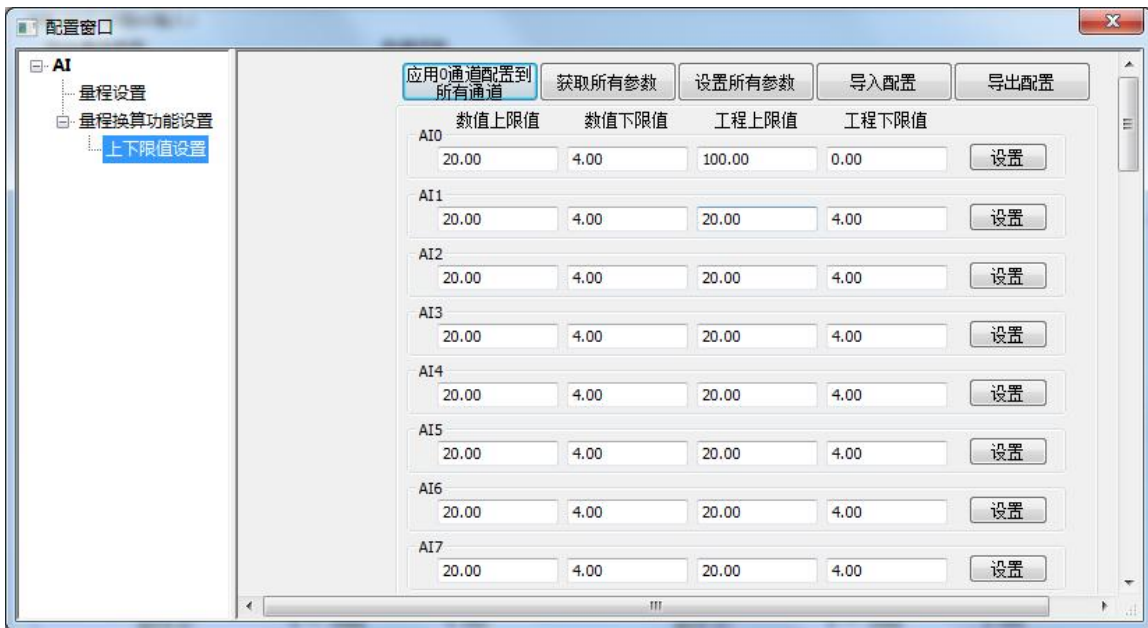 配置窗口
AI
量程设置
量程换算功能设置
上下限值设置
应用0通道配置到
所有通道
获取所有参数 设置所有参数 导入配置 导出配置
数值上限值 数值下限值 工程上限值 工程下限值
AI0
20.00 4.00 100.00 0.00 设置
AI1
20.00 4.00 20.00 4.00 设置
AI2
20.00 4.00 20.00 4.00 设置
AI3
20.00 4.00 20.00 4.00 设置
AI4
20.00 4.00 20.00 4.00 设置
AI5
20.00 4.00 20.00 4.00 设置
AI6
20.00 4.00 20.00 4.00 设置
AI7
20.00 4.00 20.00 4.00 设置